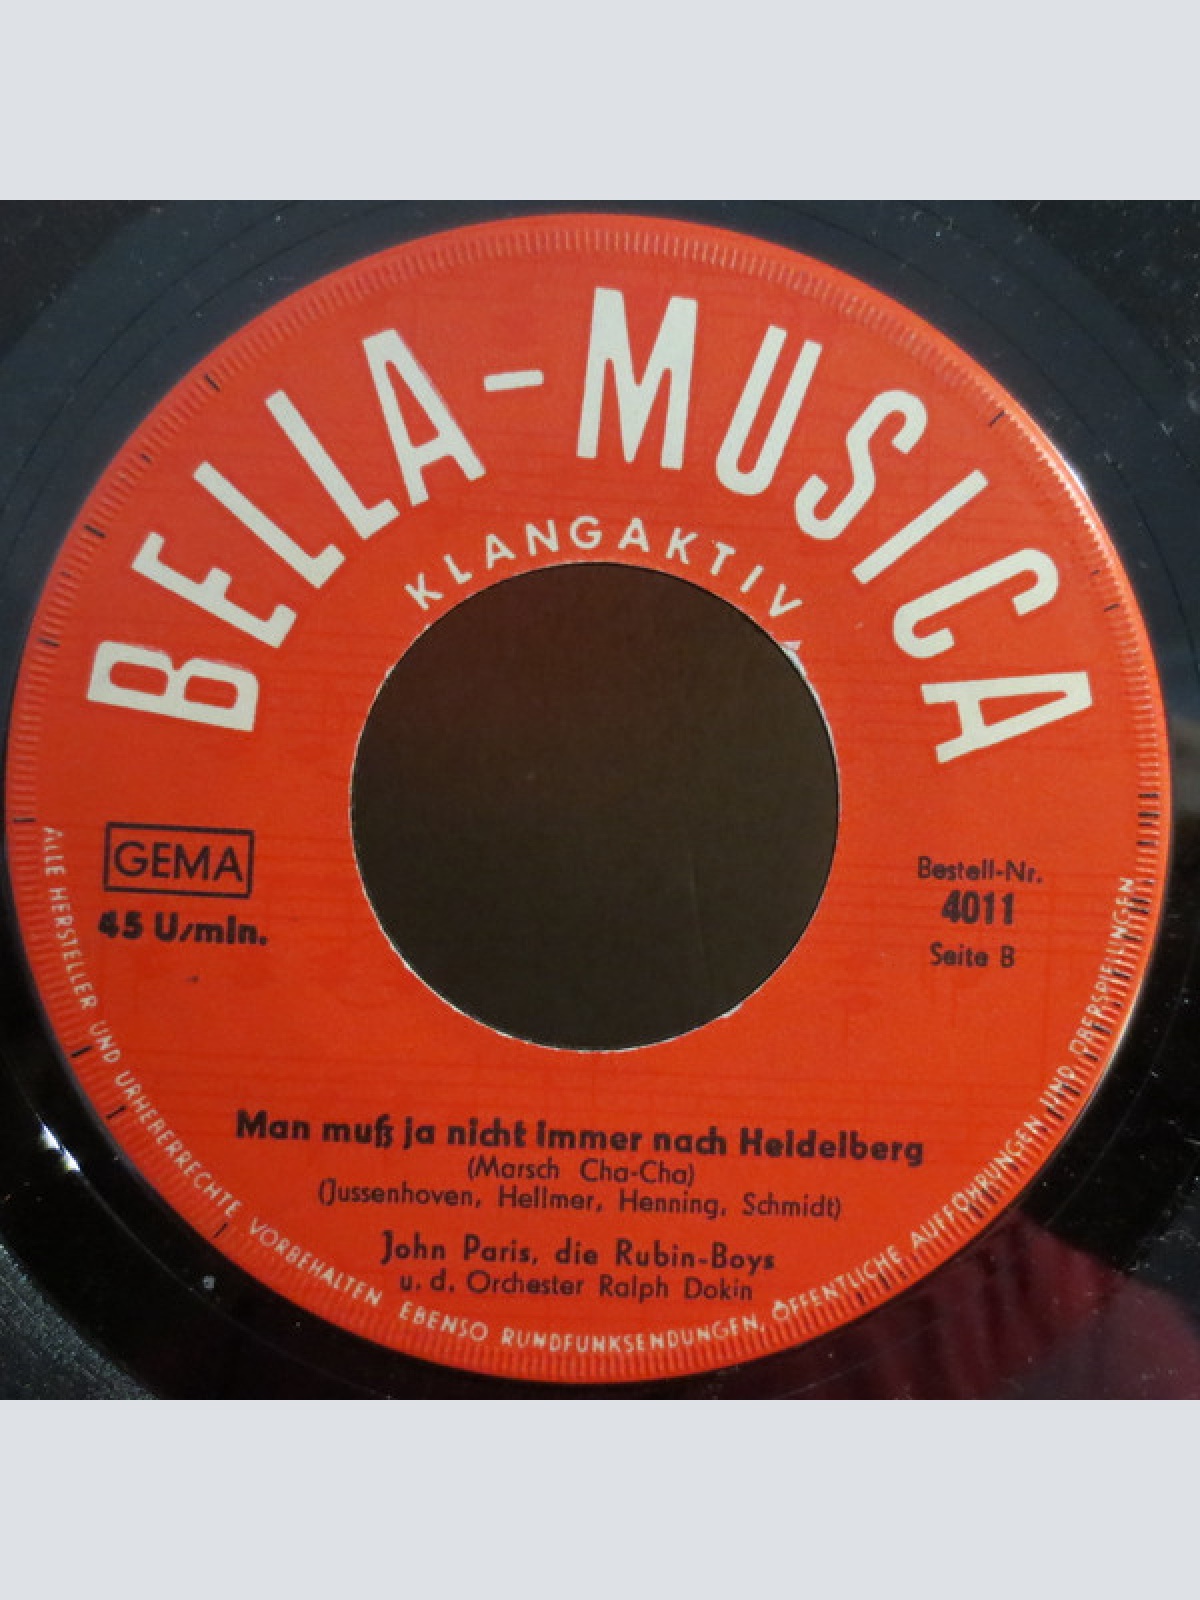 BELLA-MUSICA
KLANGAKTIV
GEMA
45 U/min.
Bestell-Nr.
4011
Seite B
Man muß ja nicht immer nach Heidelberg
(Marsch Cha-Cha)
(Jussenhoven, Hellmer, Henning, Schmidt)
John Paris, die Rubin-Boys
u. d. Orchester Ralph Dokin
ALLE HERSTELLER UND URHEBERRECHTE VORBEHALTEN EBENSO RUNDFUNKSENDUNGEN, ÖFFENTLICHE AUFFÜHRUNGEN UND ÜBERSPIELUNGEN